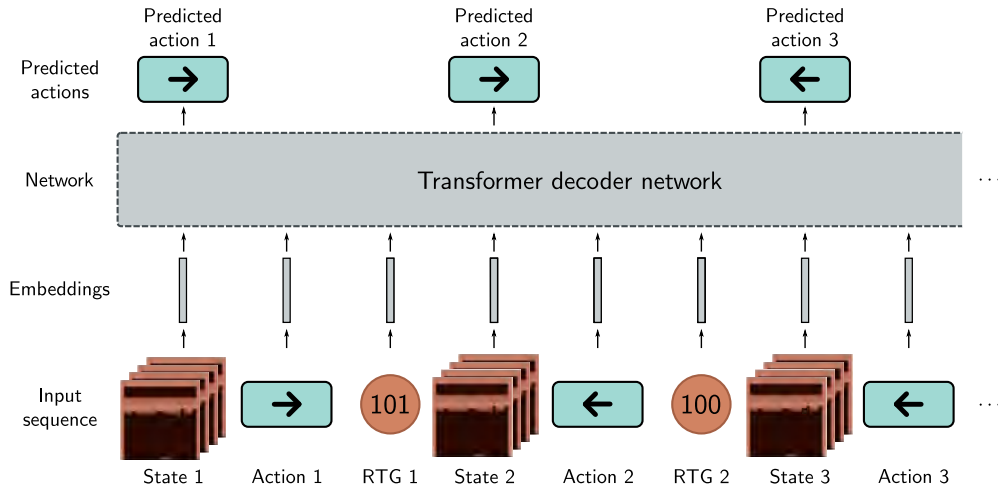 Predicted
action 1
Predicted
action 2
Predicted
action 3
Predicted
actions
Network
Transformer decoder network
...
Embeddings
Input
sequence
101
100
...
State 1
Action 1
RTG 1
State 2
Action 2
RTG 2
State 3
Action 3